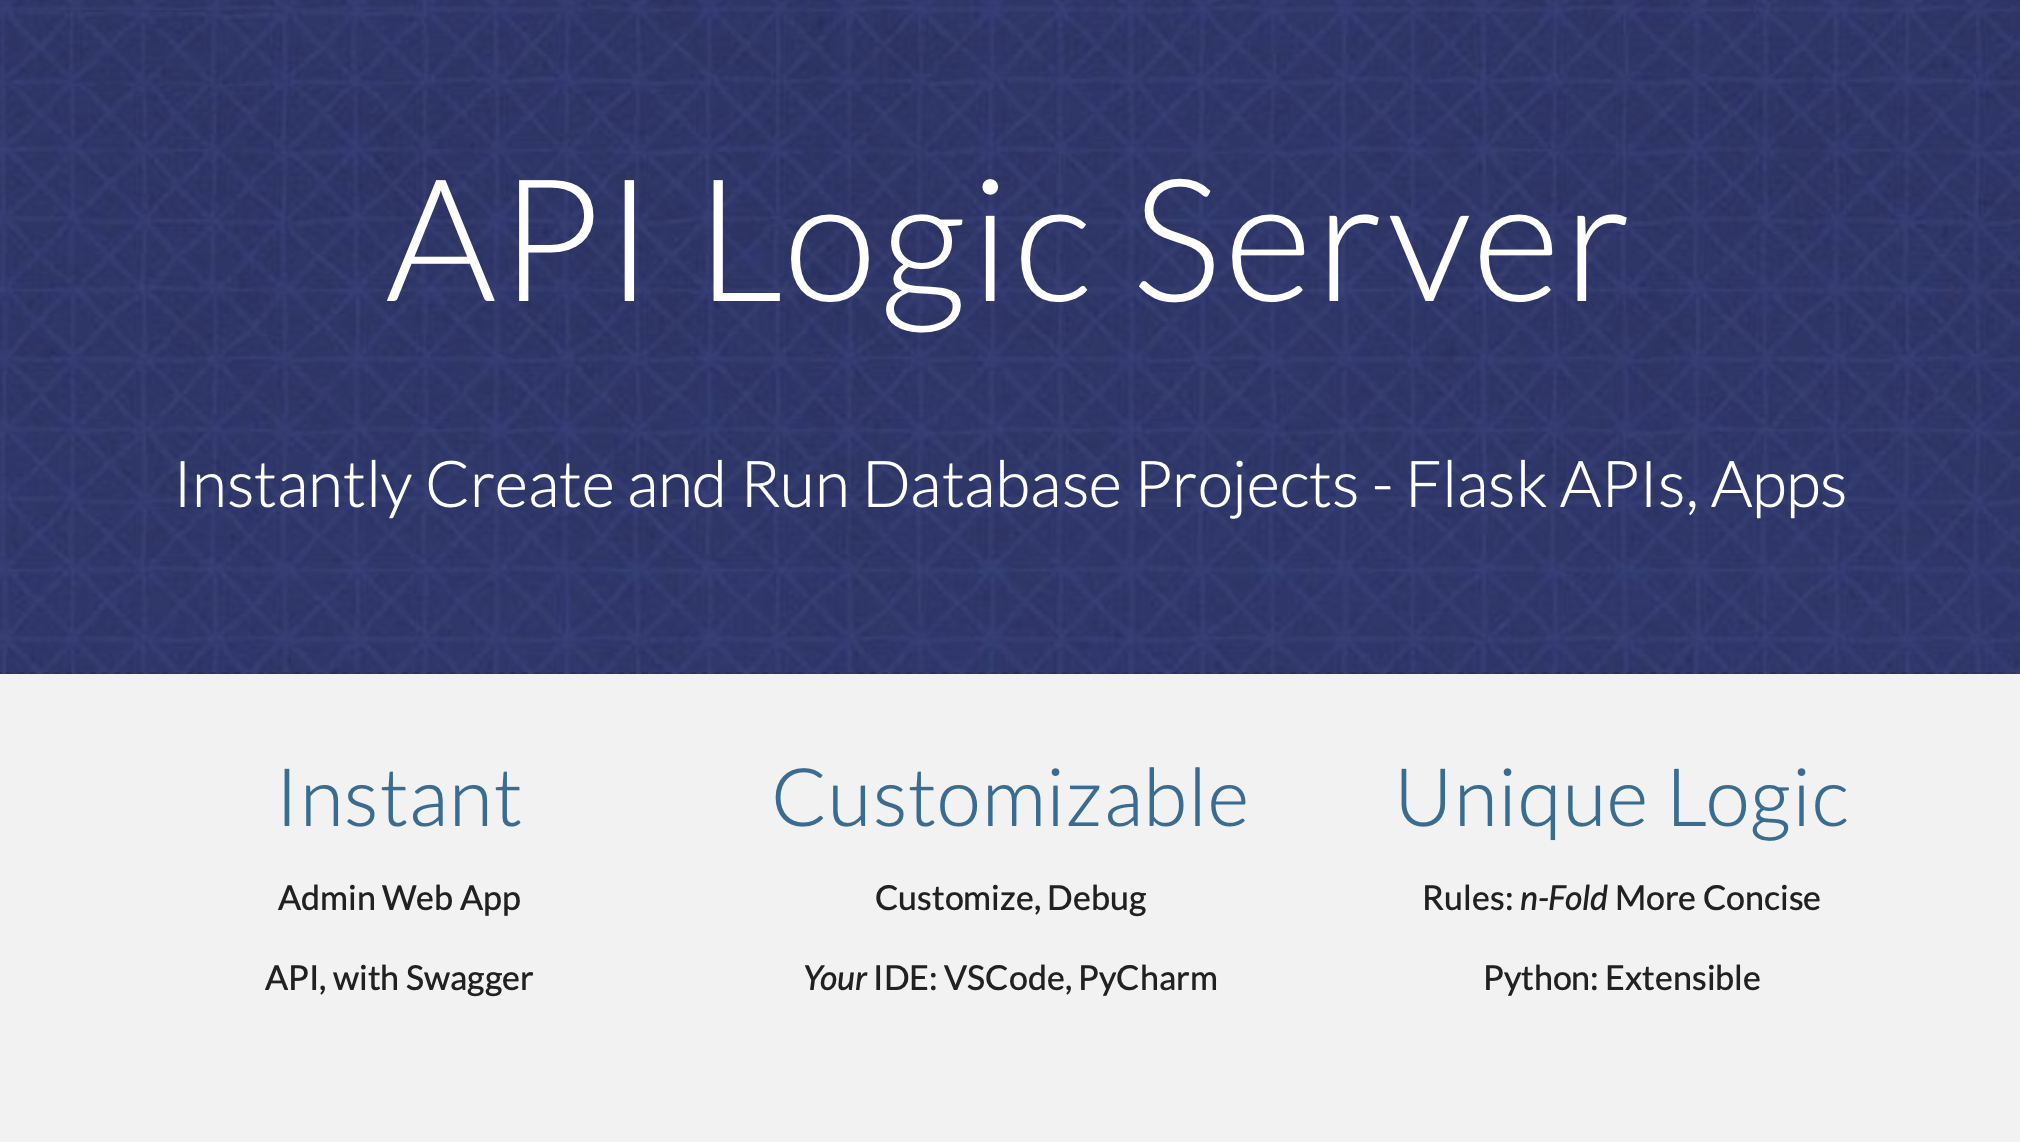 API Logic Server
Instantly Create and Run Database Projects - Flask APIs, Apps
Instant
Admin Web App
API, with Swagger
Customizable
Customize, Debug
Your IDE: VSCode, PyCharm
Unique Logic
Rules: n-Fold More Concise
Python: Extensible